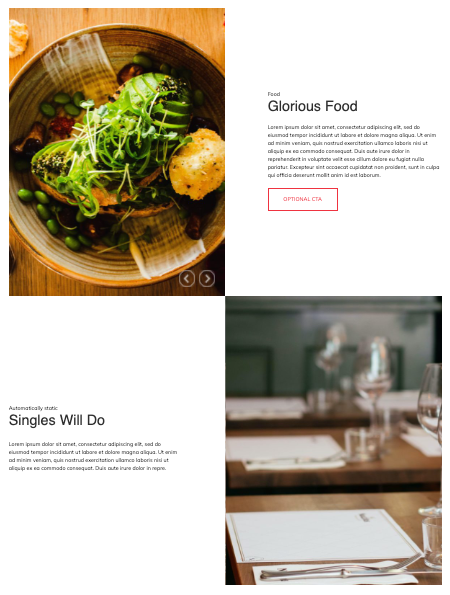 Food
Glorious Food
Lorem ipsum dolor sit amet, consectetur adipiscing elit, sed do
eiusmod tempor incididunt ut labore et dolore magna aliqua. Ut enim
ad minim veniam, quis nostrud exercitation ullamco laboris nisi ut
aliquip ex ea commodo consequat. Duis aute irure dolor in
reprehenderit in voluptate velit esse cillum dolore eu fugiat nulla
pariatur. Excepteur sint occaecat cupidatat non proident, sunt in culpa
qui officia deserunt mollit anim id est laborum.
OPTIONAL CTA
Automatically static
Singles Will Do
Lorem ipsum dolor sit amet, consectetur adipiscing elit, sed do
eiusmod tempor incididunt ut labore et dolore magna aliqua. Ut enim
ad minim veniam, quis nostrud exercitation ullamco laboris nisi ut
aliquip ex ea commodo consequat. Duis aute irure dolor in repre.